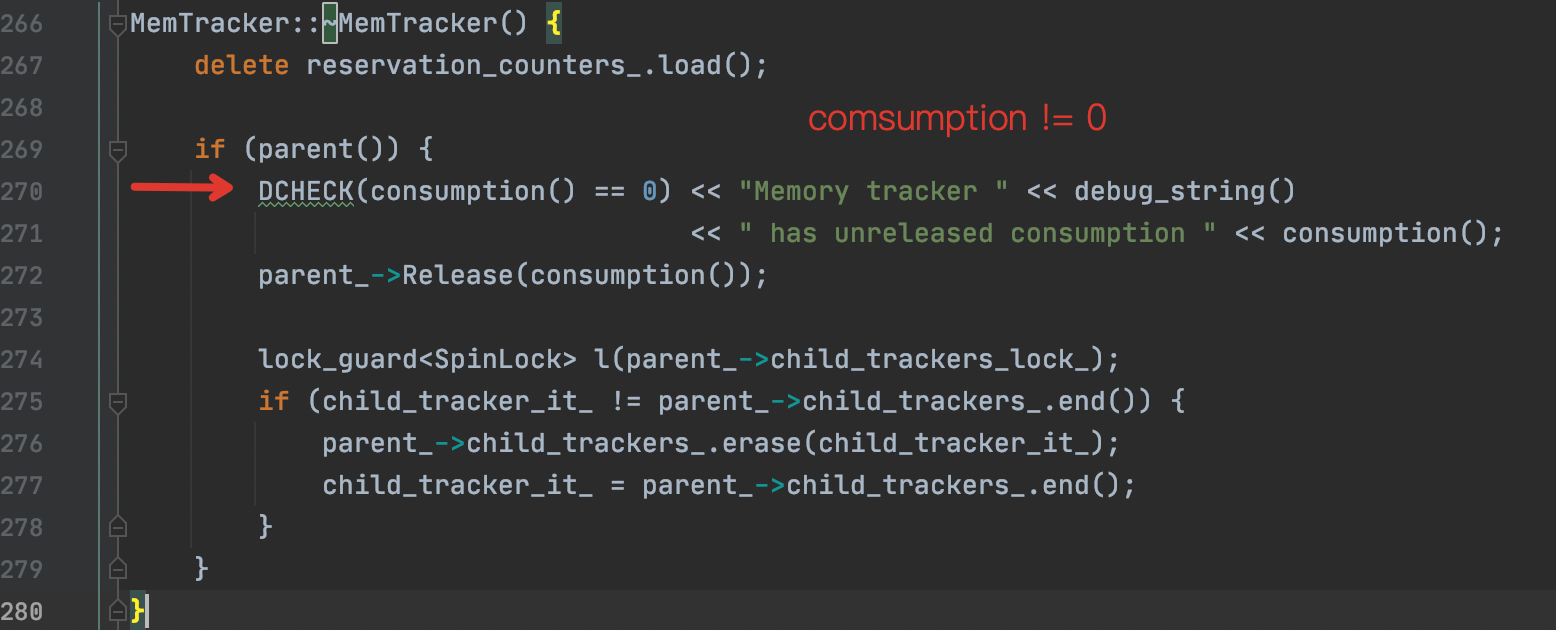 266 MemTracker::~MemTracker() {
267     delete reservation_counters_.load();
268
comsumption != 0
269     if (parent()) {
270         DCHECK(consumption() == 0) << "Memory tracker " << debug_string()
271                                    << " has unreleased consumption " << consumption();
272         parent_->Release(consumption());
273
274         lock_guard<SpinLock> l(parent_->child_trackers_lock_);
275         if (child_tracker_it_ != parent_->child_trackers_.end()) {
276             parent_->child_trackers_.erase(child_tracker_it_);
277             child_tracker_it_ = parent_->child_trackers_.end();
278         }
279     }
280 }